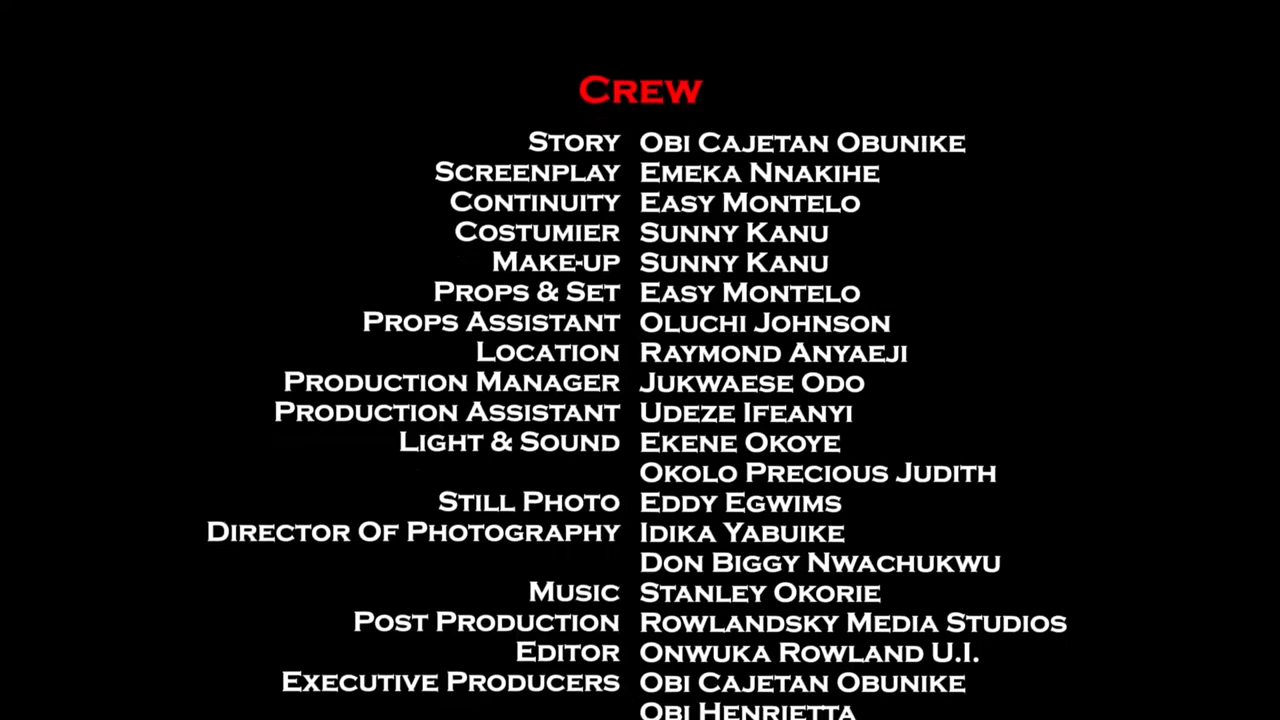 CREW
STORY OBI CAJETAN OBUNIKE
SCREENPLAY EMEKA NNAKIHE
CONTINUITY EASY MONTELO
COSTUMIER SUNNY KANU
MAKE-UP SUNNY KANU
PROPS & SET EASY MONTELO
PROPS ASSISTANT OLUCHI JOHNSON
LOCATION RAYMOND ANYAEJI
PRODUCTION MANAGER JUKWAESE ODO
PRODUCTION ASSISTANT UDEZE IFEANYI
LIGHT & SOUND EKENE OKOYE
OKOLO PRECIOUS JUDITH
STILL PHOTO EDDY EGWIMS
DIRECTOR OF PHOTOGRAPHY IDIKA YABUIKE
DON BIGGY NWACHUKWU
MUSIC STANLEY OKORIE
POST PRODUCTION ROWLANDSKY MEDIA STUDIOS
EDITOR ONWUKA ROWLAND U.I.
EXECUTIVE PRODUCERS OBI CAJETAN OBUNIKE
OBI HENRIETTA